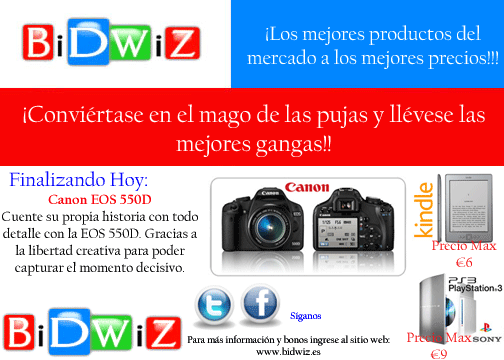 BiDWiZ
¡Los mejores productos del
mercado a los mejores precios!!!
¡Conviértase en el mago de las pujas y llévese las
mejores gangas!!
Finalizando Hoy:
Canon EOS 550D
Cuente su propia historia con todo
detalle con la EOS 550D. Gracias a
la libertad creativa para poder
capturar el momento decisivo.
Canon
Canon
kindle
Precio Max
€6
PS3
PlayStation 3
Precio Max
SONY
€9
BiDWiZ
Síganos
Para más información y bonos ingrese al sitio web:
www.bidwiz.es